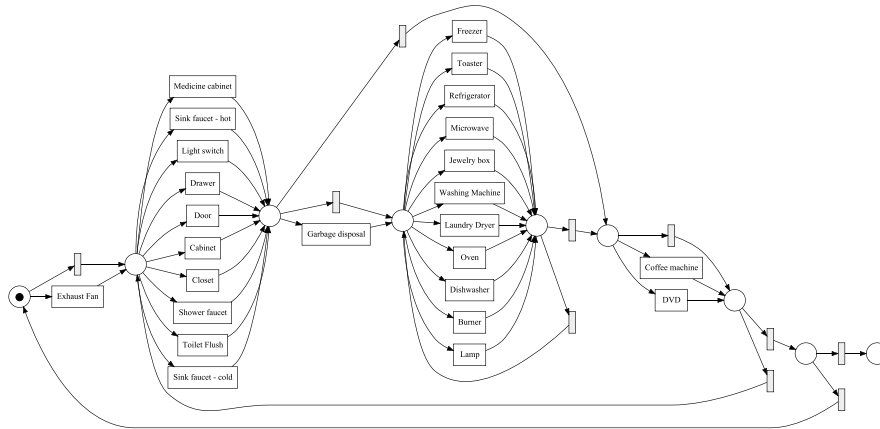 Freezer
Toaster
Refrigerator
Microwave
Jewelry box
Washing Machine
Laundry Dryer
Oven
Dishwasher
Burner
Lamp
Medicine cabinet
Sink faucet - hot
Light switch
Drawer
Door
Cabinet
Closet
Shower faucet
Toilet Flush
Sink faucet - cold
Garbage disposal
Exhaust Fan
Coffee machine
DVD